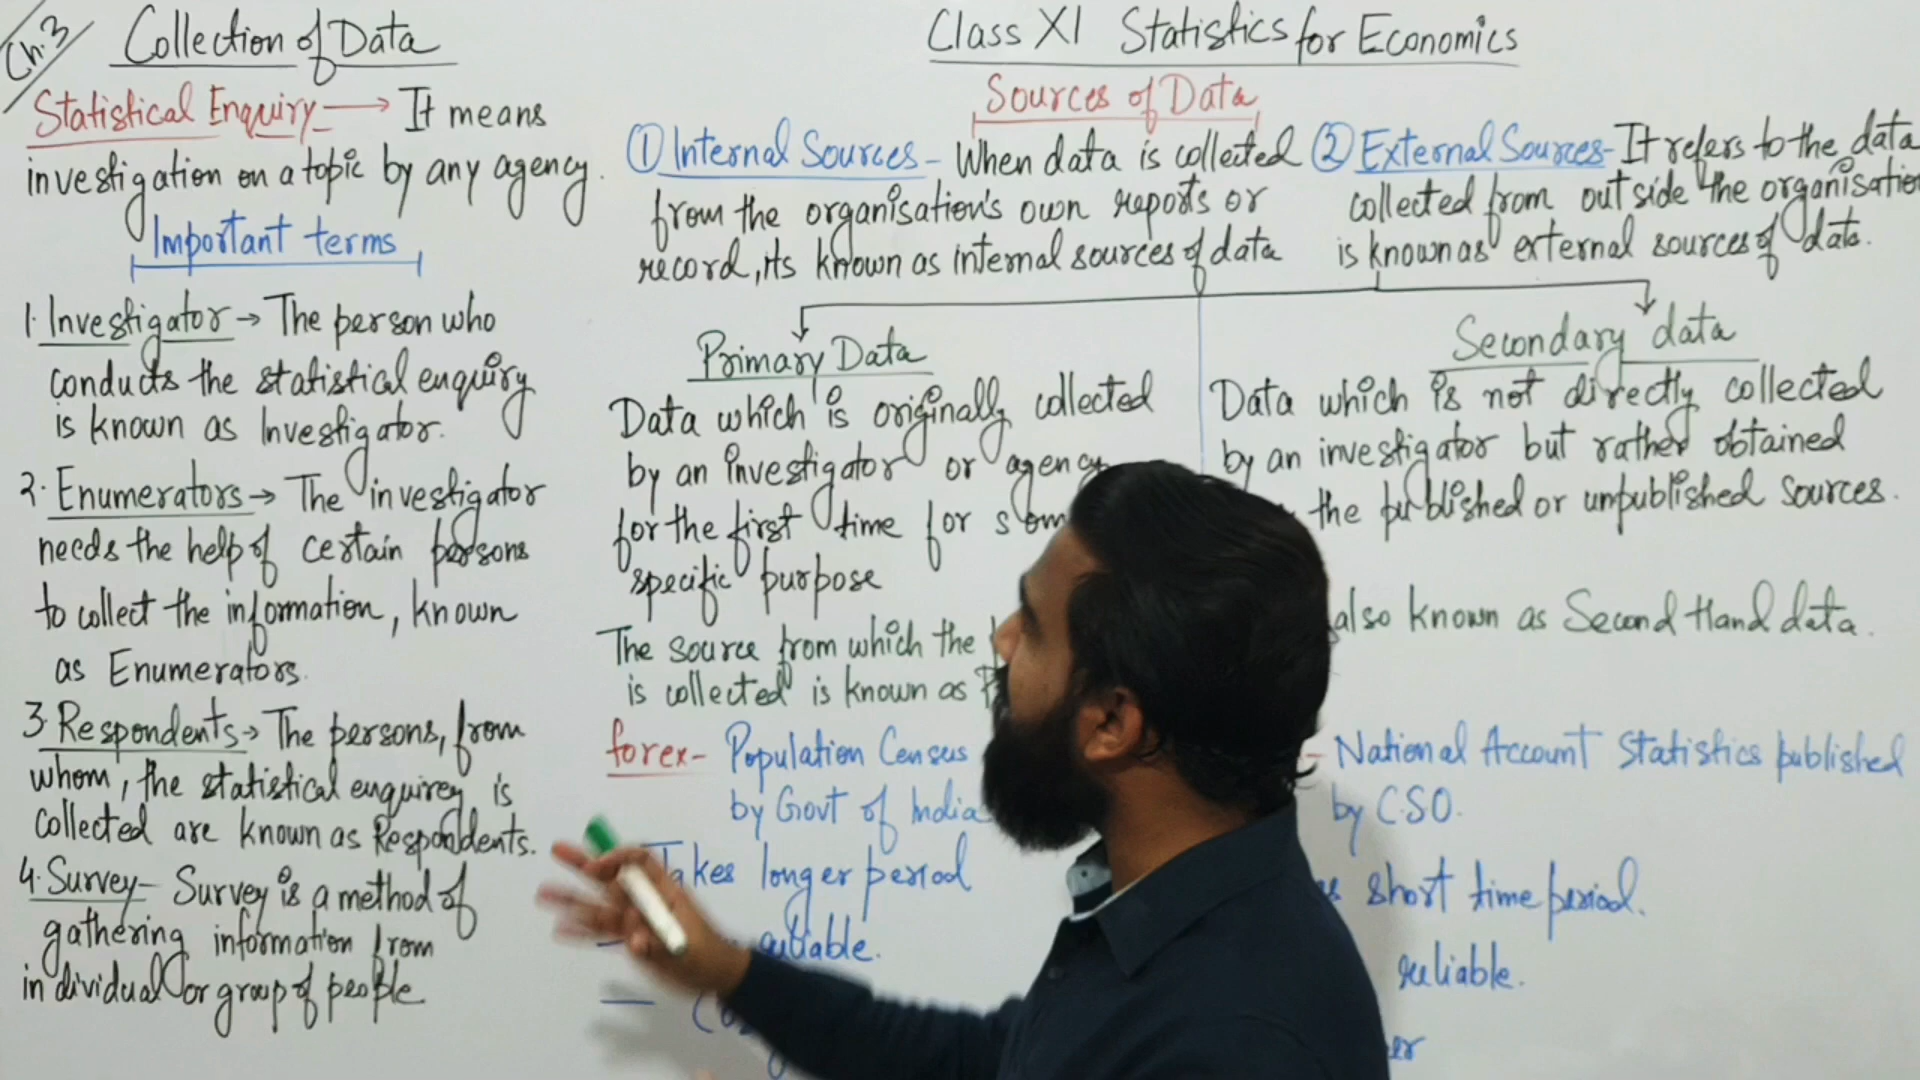 Ch.3
Collection of Data
Statistical Enquiry → It means
investigation on a topic by any agency.
Important terms
1. Investigator → The person who
conducts the statistical enquiry
is known as Investigator.
2. Enumerators → The investigator
needs the help of certain persons
to collect the information, known
as Enumerators.
3. Respondents → The persons, from
whom, the statistical enquirey is
collected are known as Respondents.
4. Survey - Survey is a method of
gathering information from
individual or group of people
Class XI Statistics for Economics
Sources of Data
① Internal Sources - When data is collected
from the organisation's own reports or
record, its known as internal sources of data
② External Sources - It refers to the data
collected from outside the organisation
is known as external sources of data.
Primary Data
Data which is originally collected
by an investigator or agency
for the first time for
specific purpose
The source from which the
is collected is known as
forex - Population Census
by Govt of India
Takes longer period
Secondary data
Data which is not directly collected
by an investigator but rather obtained
the published or unpublished sources.
also known as Second Hand data.
- National Account Statistics published
by C.S.O.
short time period.
reliable.